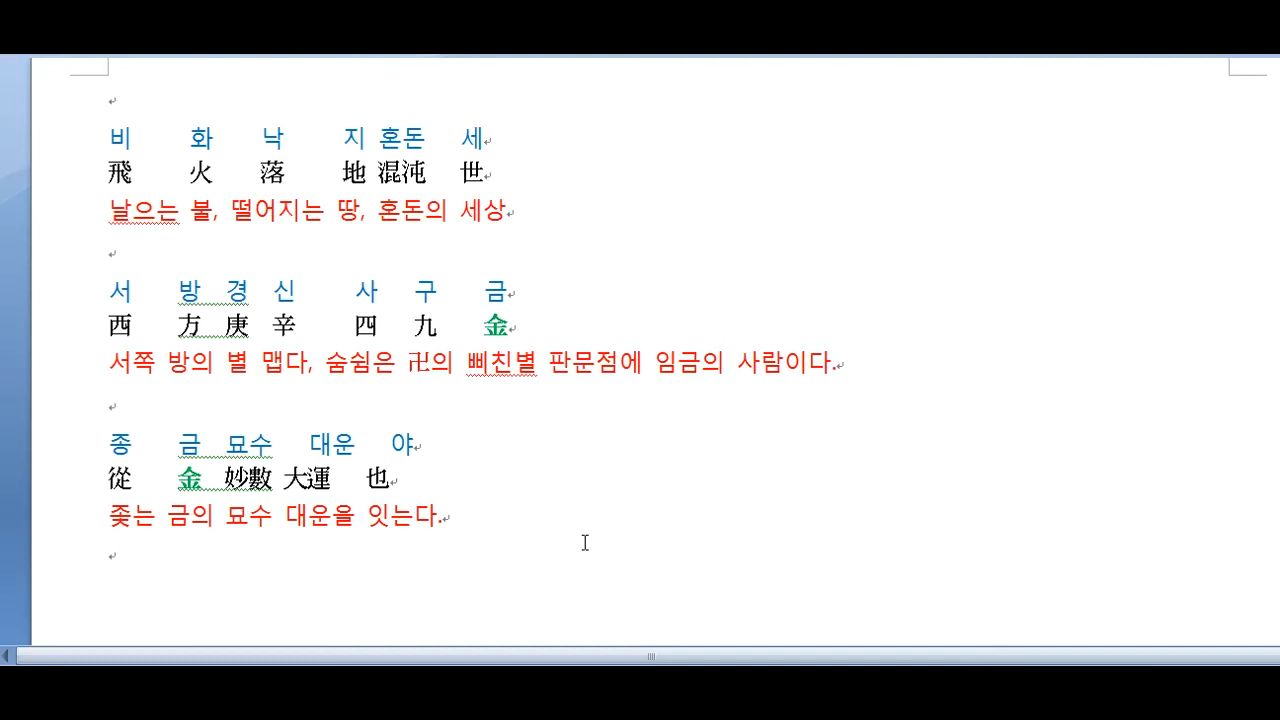 비 화 낙 지 혼돈 세
飛 火 落 地 混沌 世
날으는 불, 떨어지는 땅, 혼돈의 세상
서 방 경 신 사 구 금
西 方 庚 辛 四 九 金
서쪽 방의 별 맵다, 숨쉼은 卍의 삐친별 판문점에 임금의 사람이다.
종 금 묘수 대운 야
從 金 妙數 大運 也
좇는 금의 묘수 대운을 잇는다.